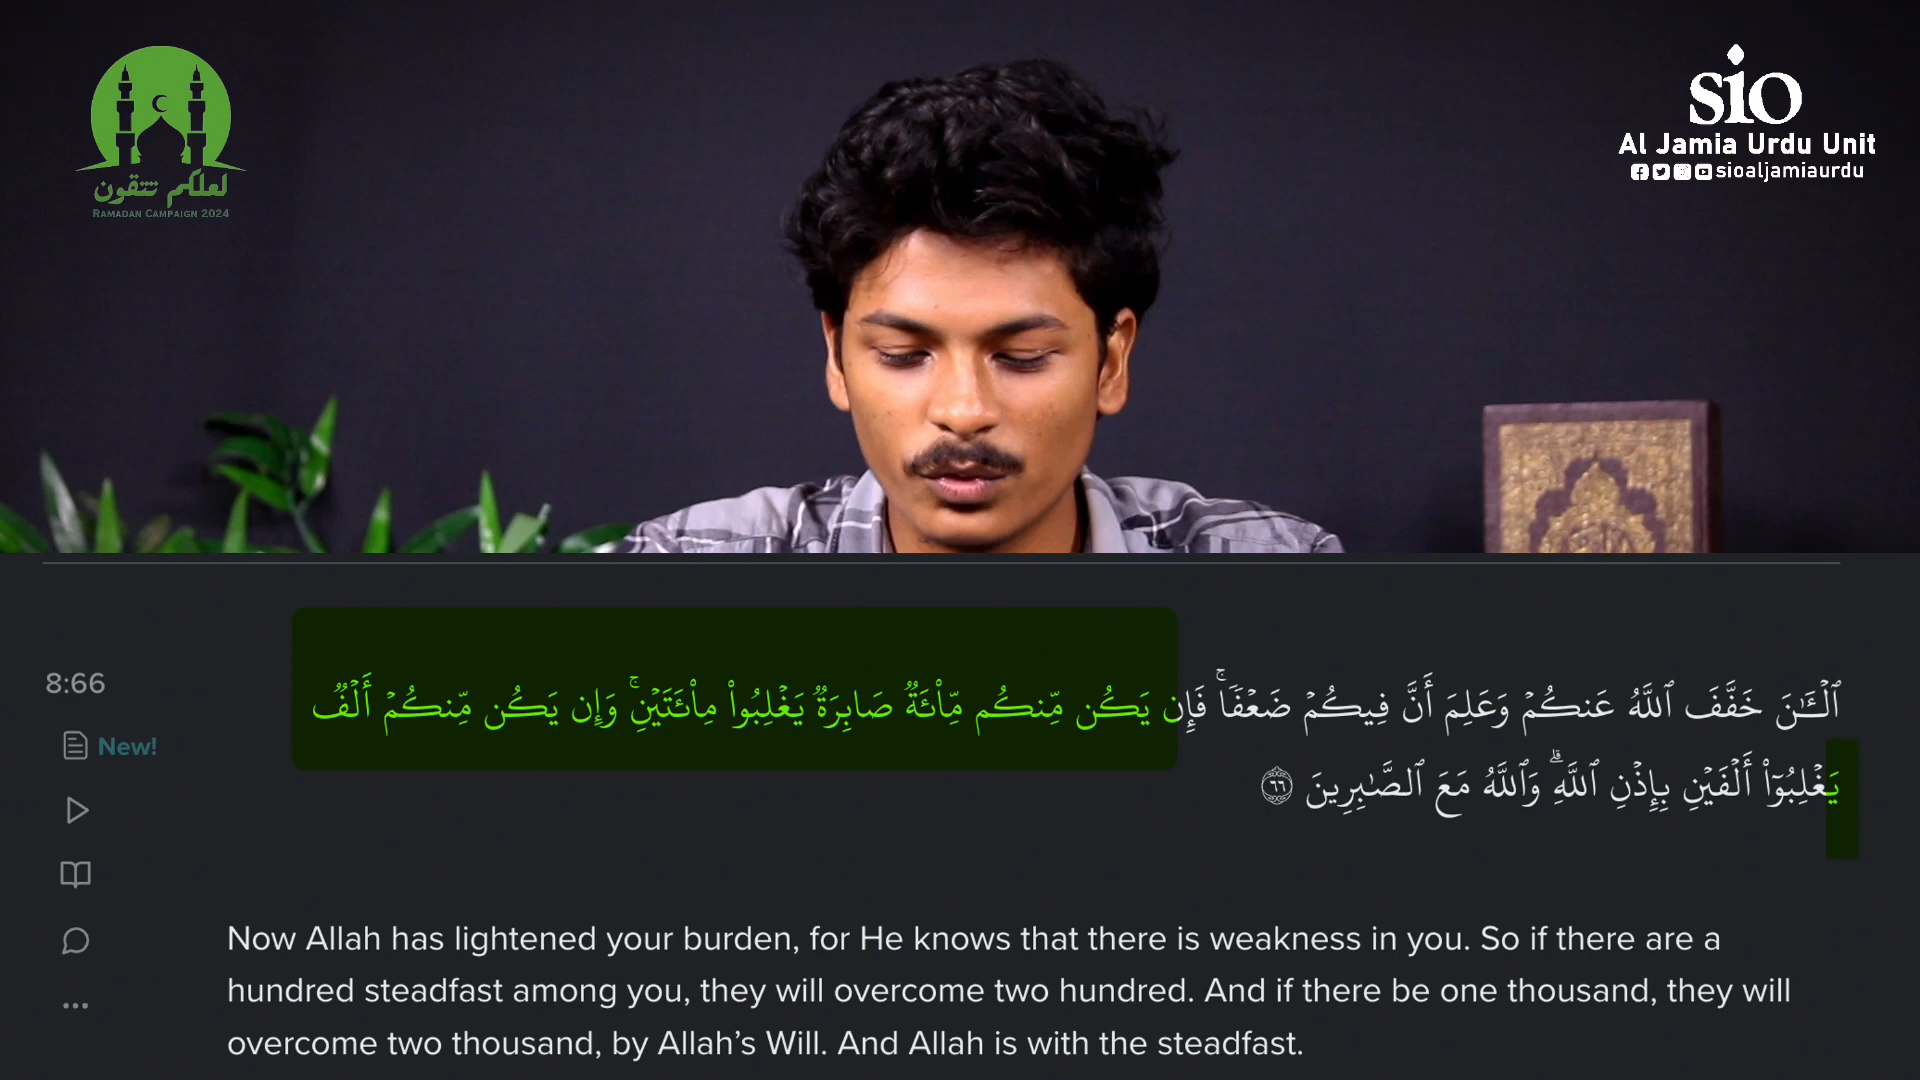 لعلكم تتقون
RAMADAN CAMPAIGN 2024
sio
Al Jamia Urdu Unit
sioaljamiaurdu
8:66
New!
ٱلْـَٰٔنَ خَفَّفَ ٱللَّهُ عَنكُمْ وَعَلِمَ أَنَّ فِيكُمْ ضَعْفًا ۚ فَإِن يَكُن مِّنكُم مِّا۟ئَةٌ صَابِرَةٌ يَغْلِبُوا۟ مِا۟ئَتَيْنِ ۚ وَإِن يَكُن مِّنكُمْ أَلْفٌ
يَغْلِبُوٓا۟ أَلْفَيْنِ بِإِذْنِ ٱللَّهِ ۗ وَٱللَّهُ مَعَ ٱلصَّـٰبِرِينَ ٦٦
Now Allah has lightened your burden, for He knows that there is weakness in you. So if there are a
hundred steadfast among you, they will overcome two hundred. And if there be one thousand, they will
overcome two thousand, by Allah’s Will. And Allah is with the steadfast.